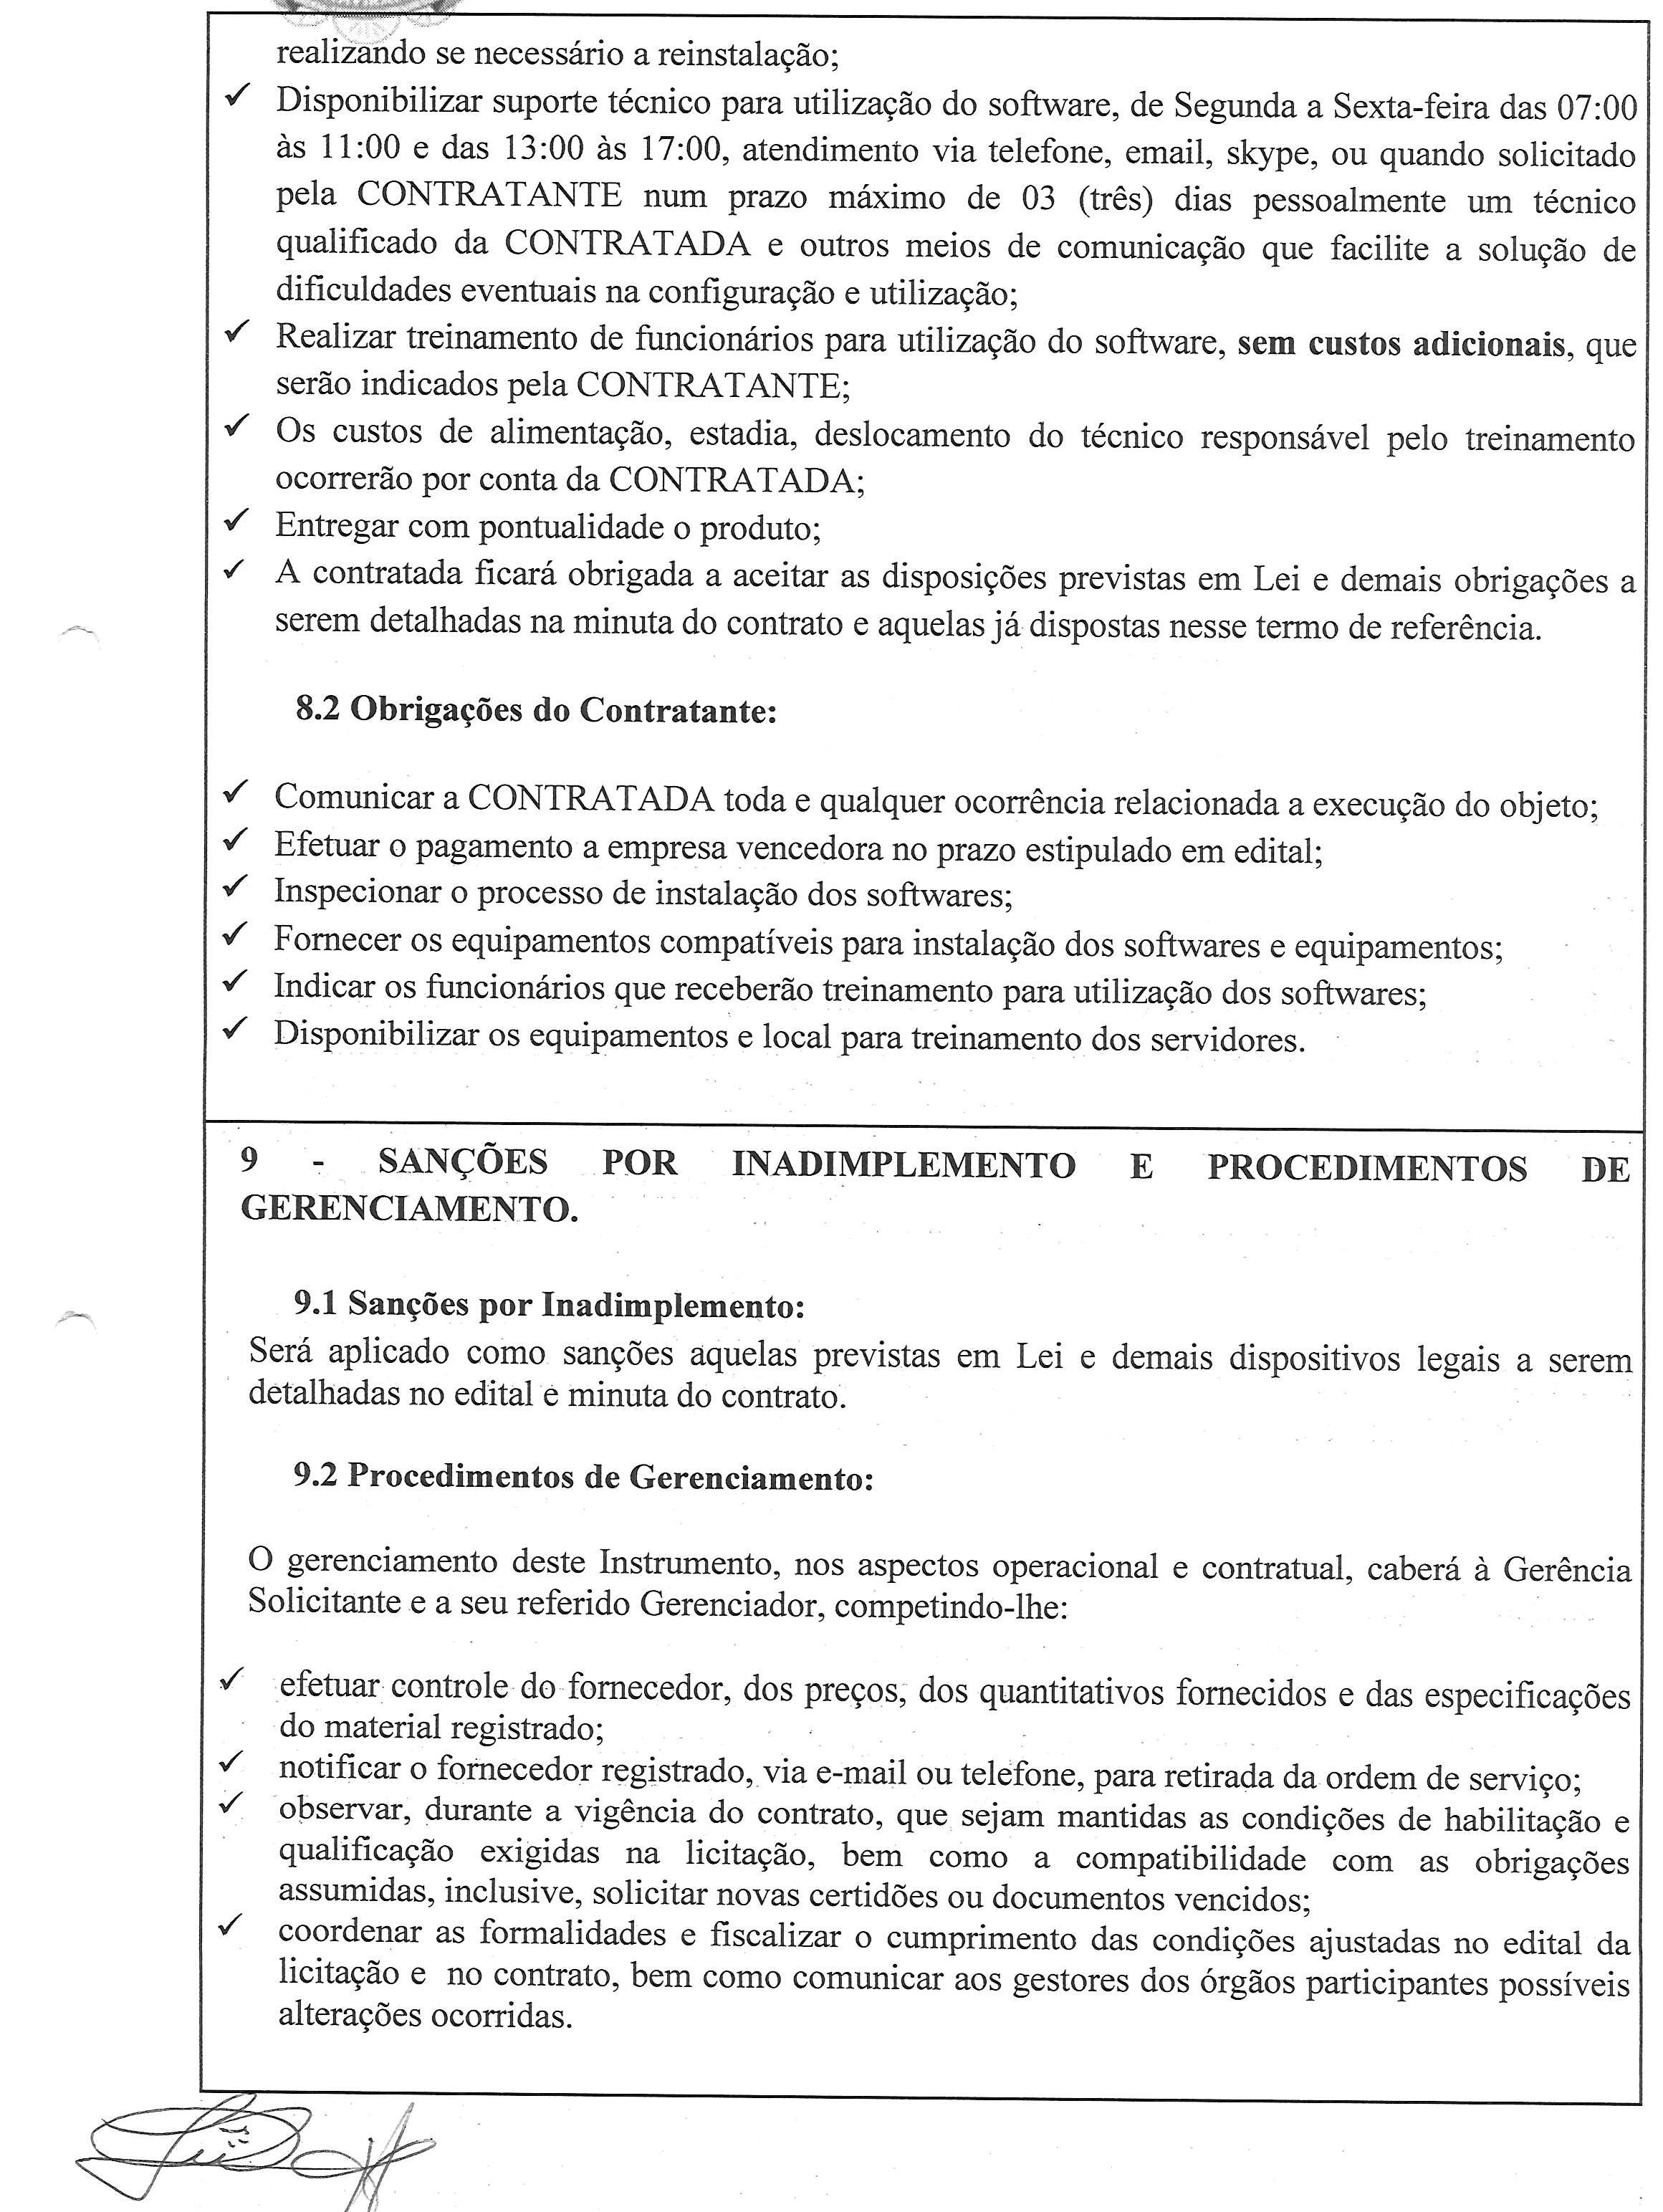 realizando se necessário a reinstalação;
✓ Disponibilizar suporte técnico para utilização do software, de Segunda a Sexta-feira das 07:00
às 11:00 e das 13:00 às 17:00, atendimento via telefone, email, skype, ou quando solicitado
pela CONTRATANTE num prazo máximo de 03 (três) dias pessoalmente um técnico
qualificado da CONTRATADA e outros meios de comunicação que facilite a solução de
dificuldades eventuais na configuração e utilização;
✓ Realizar treinamento de funcionários para utilização do software, sem custos adicionais, que
serão indicados pela CONTRATANTE;
✓ Os custos de alimentação, estadia, deslocamento do técnico responsável pelo treinamento
ocorrerão por conta da CONTRATADA;
✓ Entregar com pontualidade o produto;
✓ A contratada ficará obrigada a aceitar as disposições previstas em Lei e demais obrigações a
serem detalhadas na minuta do contrato e aquelas já dispostas nesse termo de referência.
8.2 Obrigações do Contratante:
✓ Comunicar a CONTRATADA toda e qualquer ocorrência relacionada a execução do objeto;
✓ Efetuar o pagamento a empresa vencedora no prazo estipulado em edital;
✓ Inspecionar o processo de instalação dos softwares;
✓ Fornecer os equipamentos compatíveis para instalação dos softwares e equipamentos;
✓ Indicar os funcionários que receberão treinamento para utilização dos softwares;
✓ Disponibilizar os equipamentos e local para treinamento dos servidores.
9 - SANÇÕES POR INADIMPLEMENTO E PROCEDIMENTOS DE
GERENCIAMENTO.
9.1 Sanções por Inadimplemento:
Será aplicado como sanções aquelas previstas em Lei e demais dispositivos legais a serem
detalhadas no edital e minuta do contrato.
9.2 Procedimentos de Gerenciamento:
O gerenciamento deste Instrumento, nos aspectos operacional e contratual, caberá à Gerência
Solicitante e a seu referido Gerenciador, competindo-lhe:
✓ efetuar controle do fornecedor, dos preços, dos quantitativos fornecidos e das especificações
do material registrado;
✓ notificar o fornecedor registrado, via e-mail ou telefone, para retirada da ordem de serviço;
✓ observar, durante a vigência do contrato, que sejam mantidas as condições de habilitação e
qualificação exigidas na licitação, bem como a compatibilidade com as obrigações
assumidas, inclusive, solicitar novas certidões ou documentos vencidos;
✓ coordenar as formalidades e fiscalizar o cumprimento das condições ajustadas no edital da
licitação e no contrato, bem como comunicar aos gestores dos órgãos participantes possíveis
alterações ocorridas.